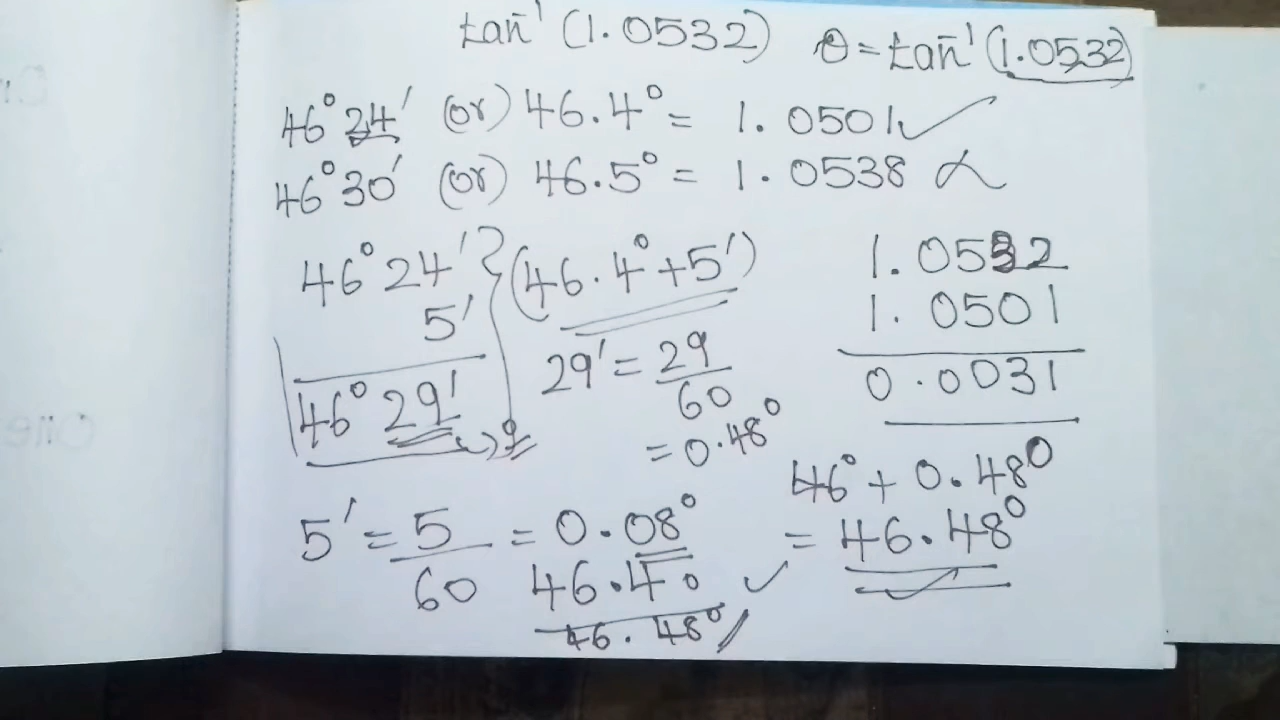 tan⁻¹ (1.0532) θ = tan⁻¹ (1.0532)
46° 24' (or) 46.4° = 1.0501 ✓
46° 30' (or) 46.5° = 1.0538
46° 24' } (46.4° + 5')
5'
46° 29'
29' = 29/60
= 0.48°
1.0532
1.0501
0.0031
46° + 0.48°
= 46.48°
5' = 5/60 = 0.08°
46.40 ✓
46.48°